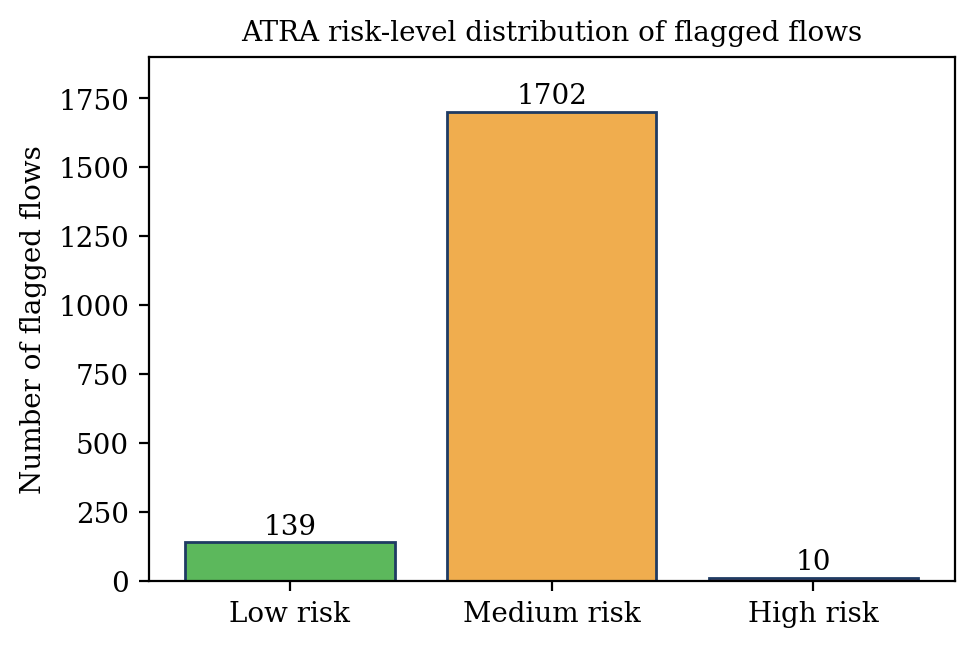 ATRA risk-level distribution of flagged flows
Number of flagged flows
1750
1500
1250
1000
750
500
250
0
1702
139
10
Low risk
Medium risk
High risk